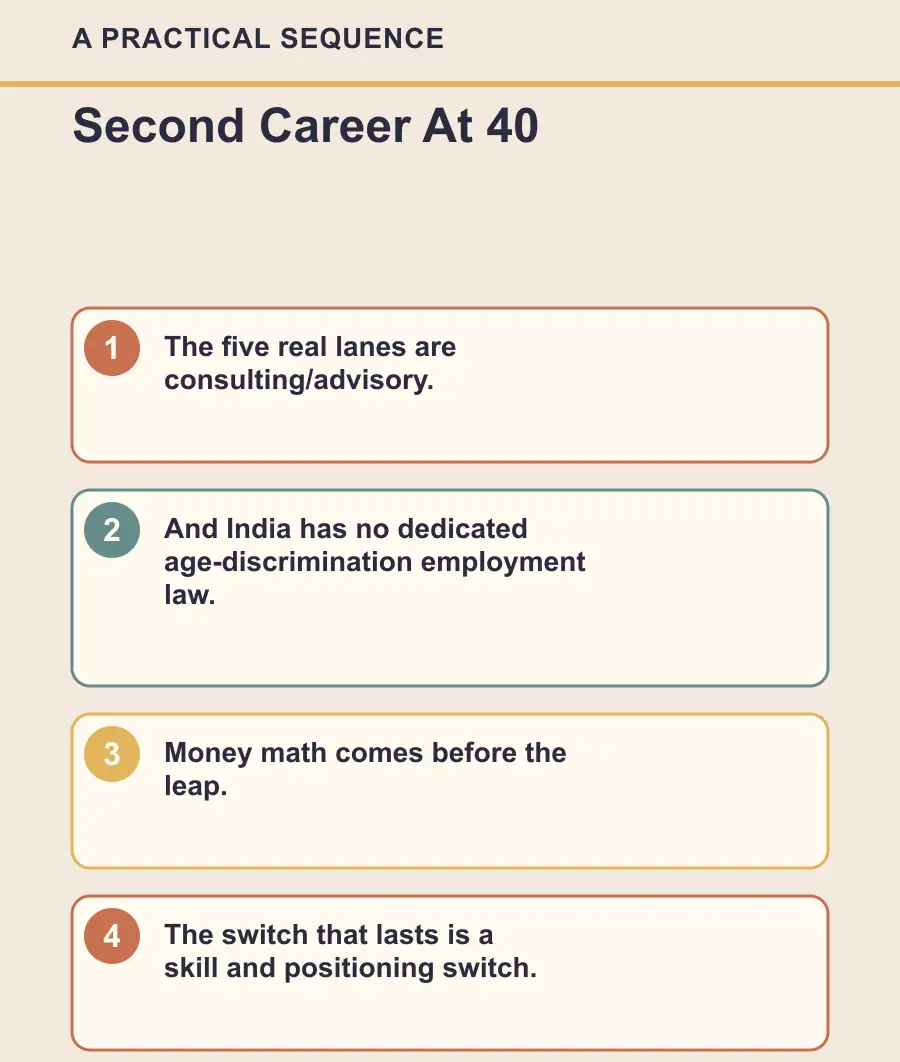 A PRACTICAL SEQUENCE
Second Career At 40
1
The five real lanes are
consulting/advisory.
2
And India has no dedicated
age-discrimination employment
law.
3
Money math comes before the
leap.
4
The switch that lasts is a
skill and positioning switch.